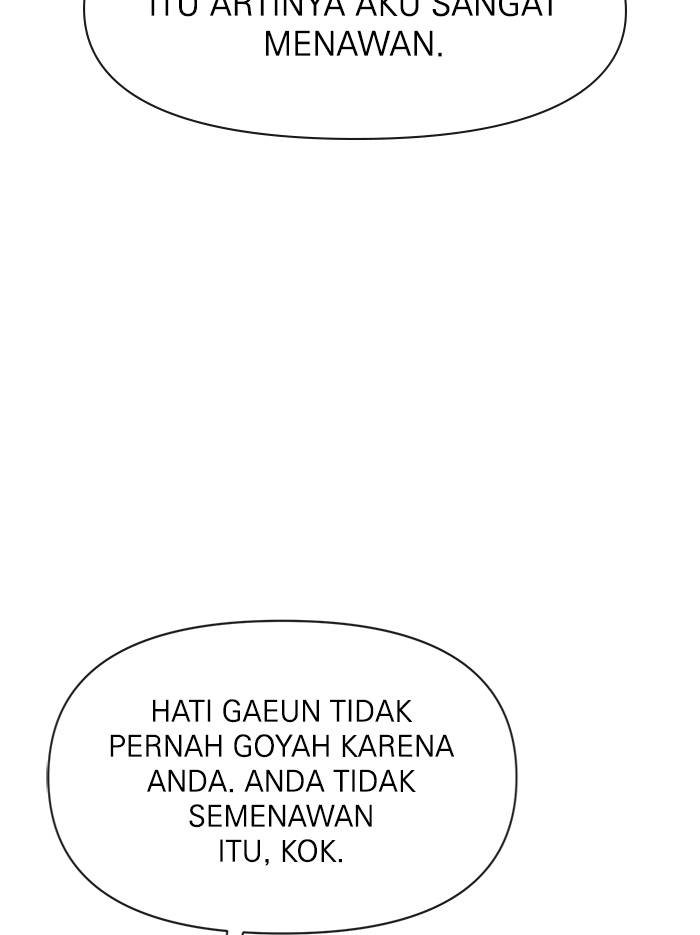 ITU ARTINYA AKU SANGAT
MENAWAN.
HATI GAEUN TIDAK
PERNAH GOYAH KARENA
ANDA. ANDA TIDAK
SEMENAWAN
ITU, KOK.